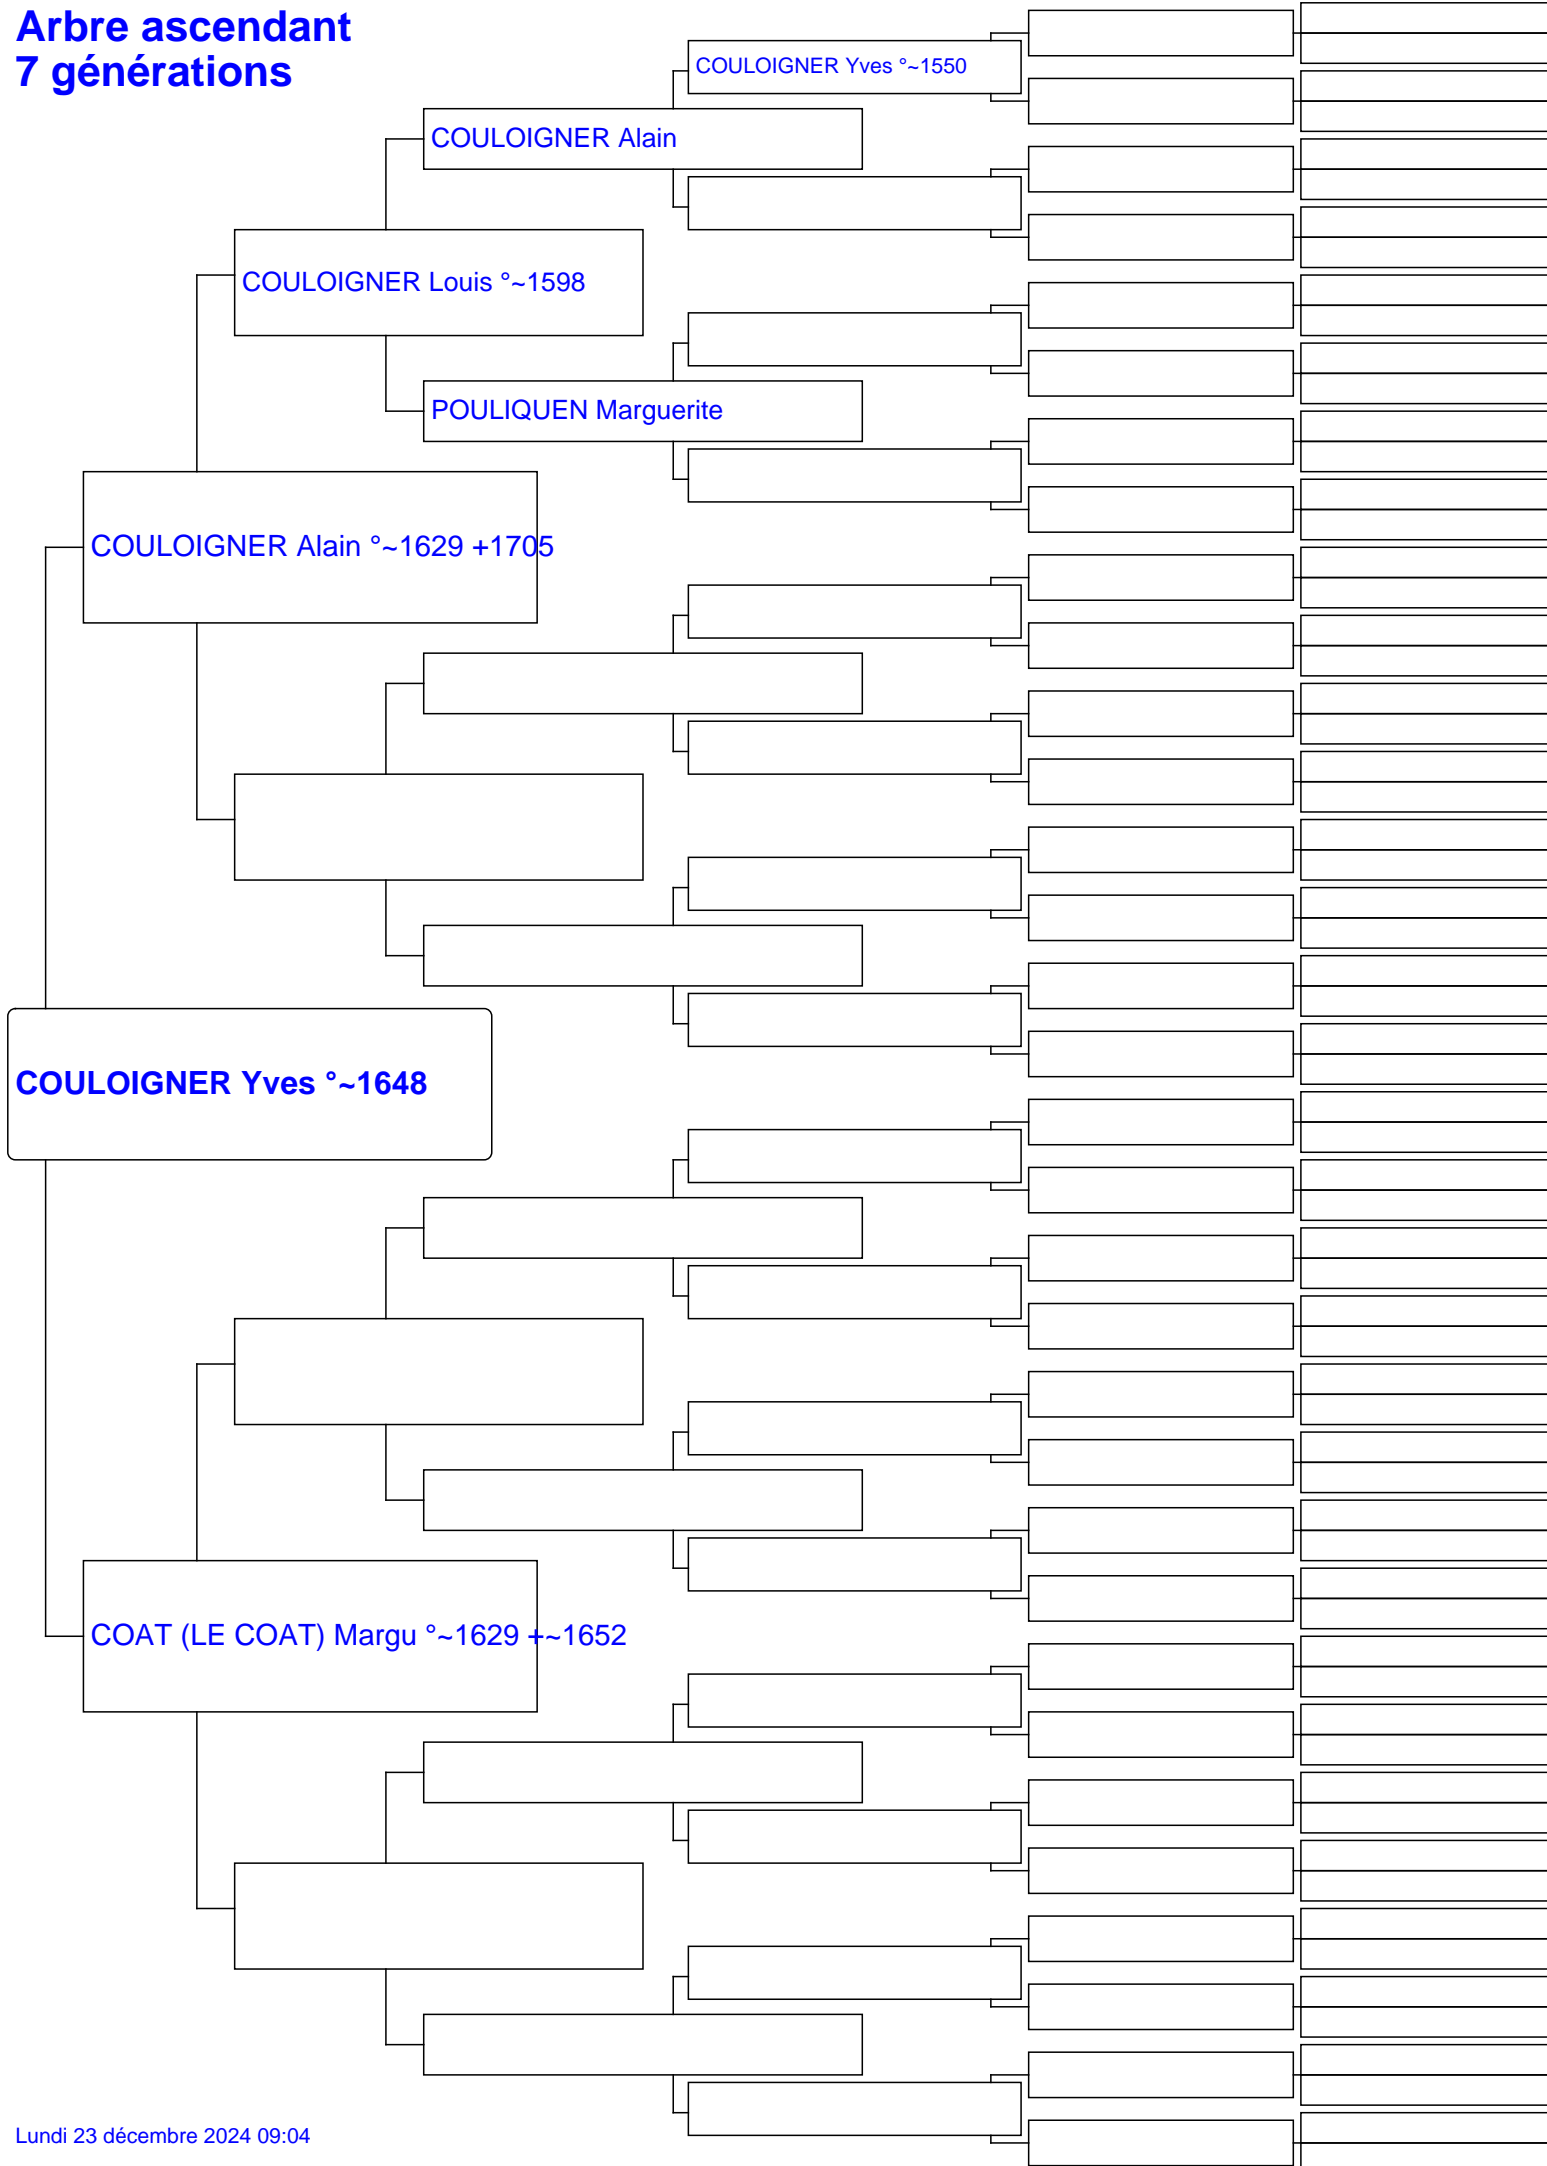 Arbre ascendant
7 générations
COULOIGNER Yves °~1550
COULOIGNER Alain
COULOIGNER Louis °~1598
POULIQUEN Marguerite
COULOIGNER Alain °~1629 +1705
COULOIGNER Yves °~1648
COAT (LE COAT) Margu °~1629 +~1652
Lundi 23 décembre 2024 09:04